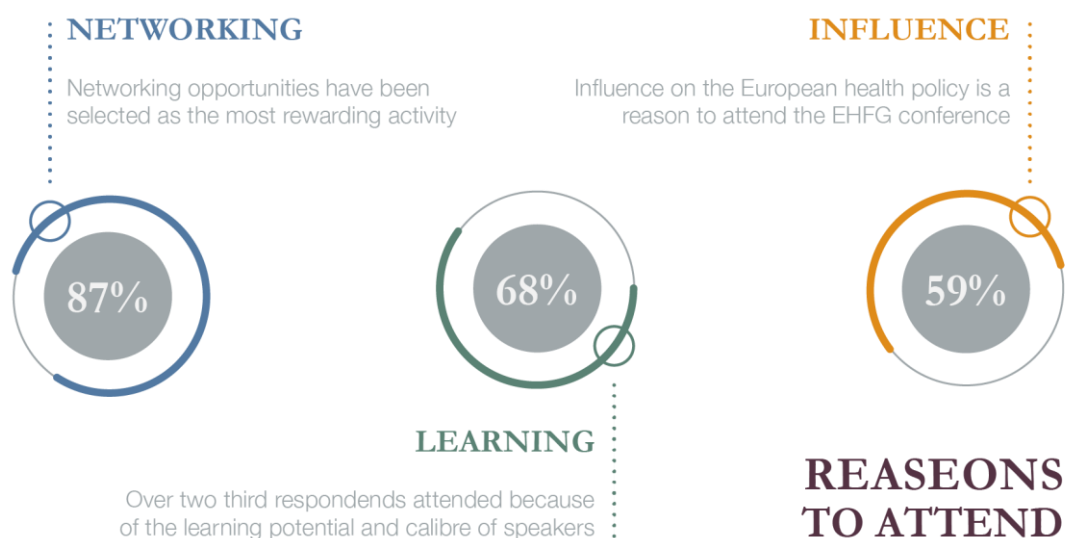 NETWORKING
Networking opportunities have been
selected as the most rewarding activity
87%
INFLUENCE
Influence on the European health policy is a
reason to attend the EHFG conference
59%
68%
LEARNING
Over two third respondends attended because
of the learning potential and calibre of speakers
REASEONS
TO ATTEND